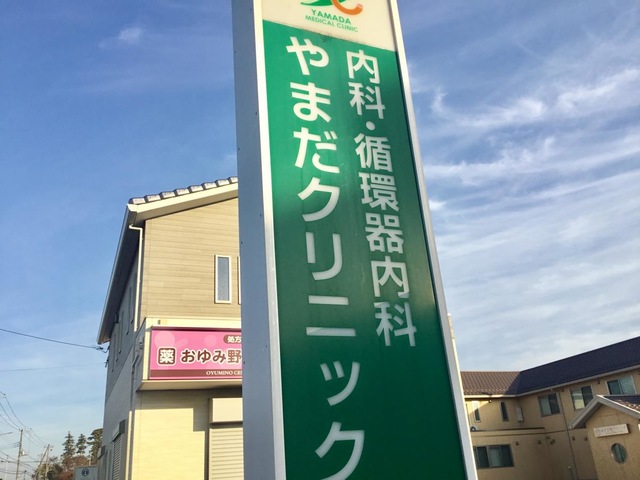 YAMADA
MEDICAL CLINIC
内科・循環器内科
やまだクリニック
処方
薬 おゆみ野
OYUMINO CE